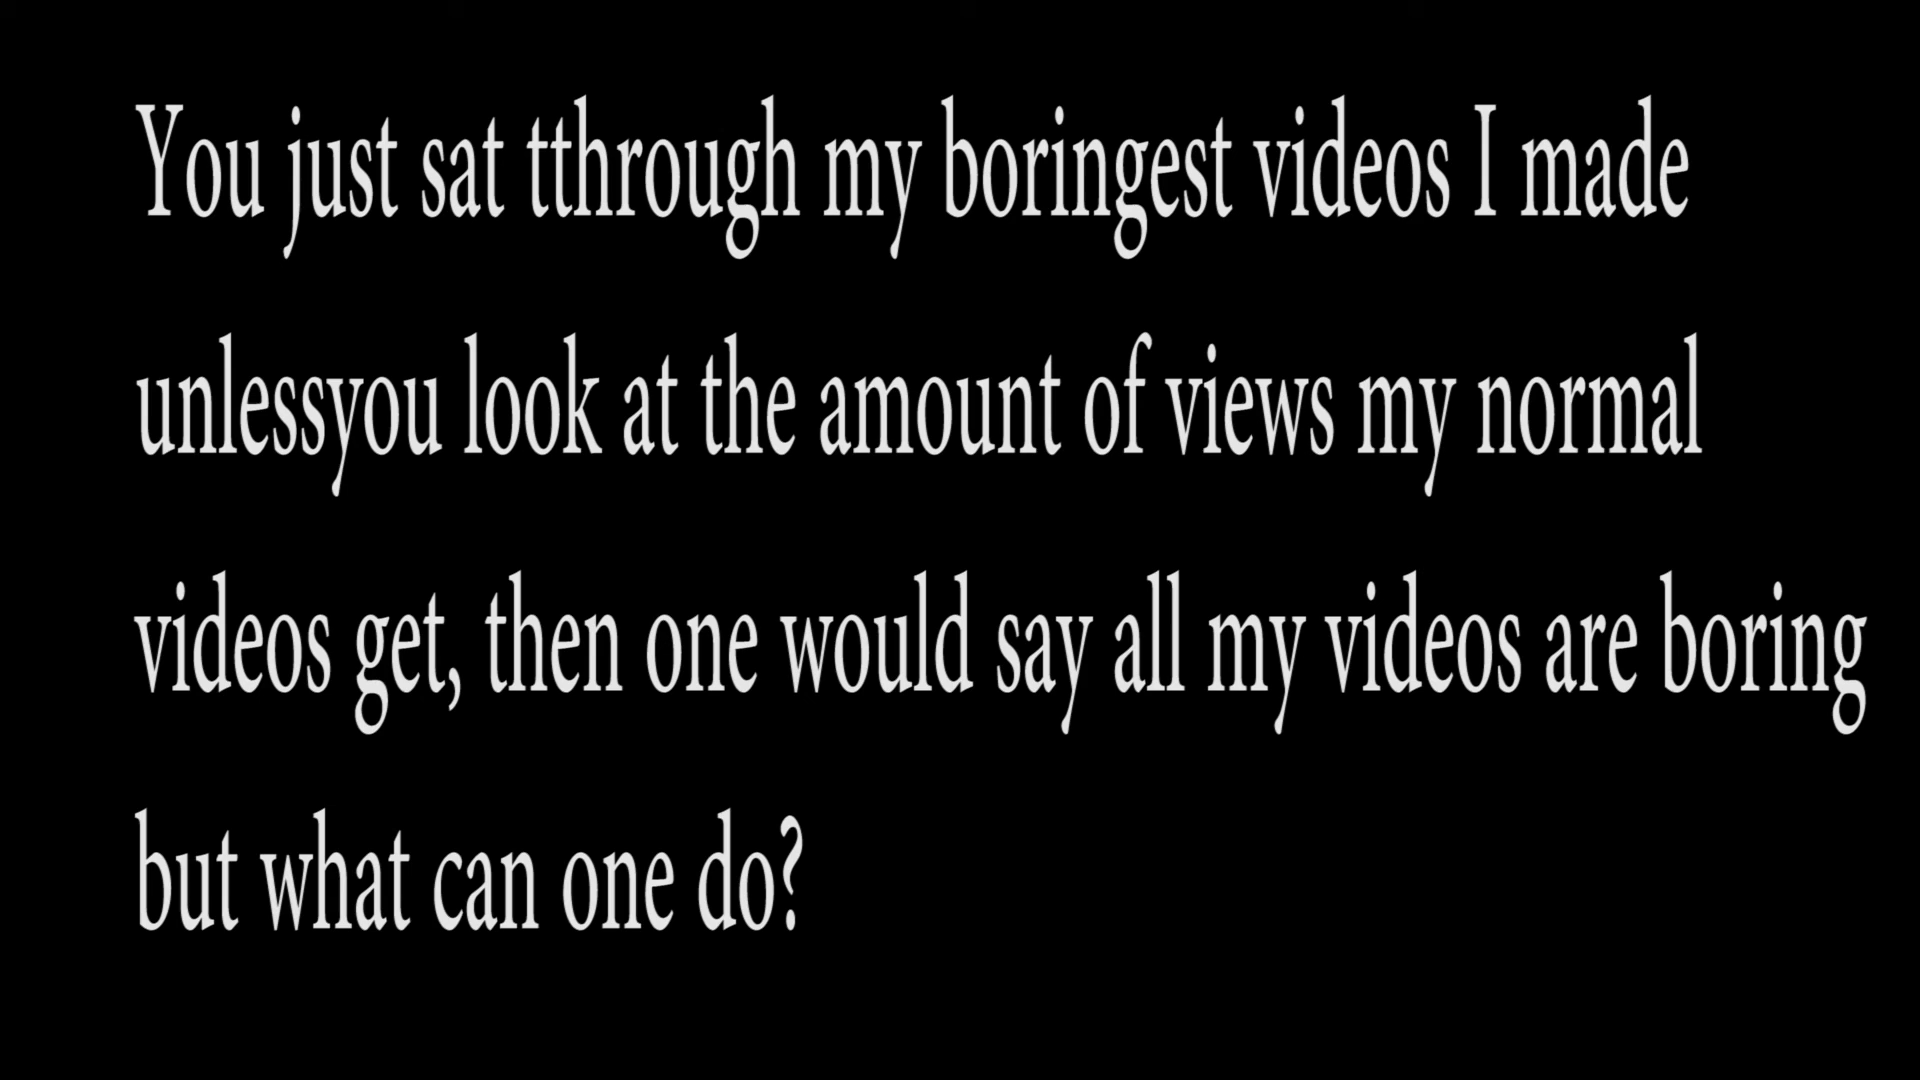 You just sat tthrough my boringest videos I made
unlessyou look at the amount of views my normal
videos get, then one would say all my videos are boring
but what can one do?